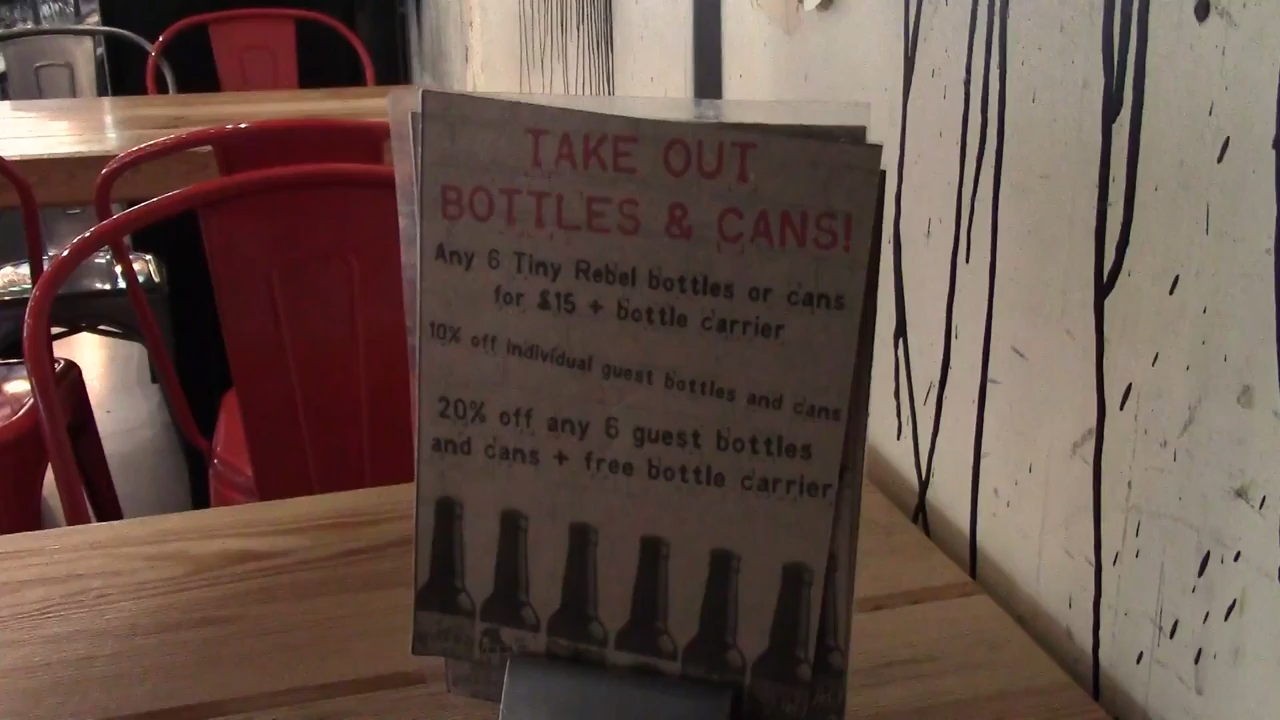 TAKE OUT
BOTTLES & CANS!
Any 6 Tiny Rebel bottles or cans
for £15 + bottle carrier
10% off individual guest bottles and cans
20% off any 6 guest bottles
and cans + free bottle carrier